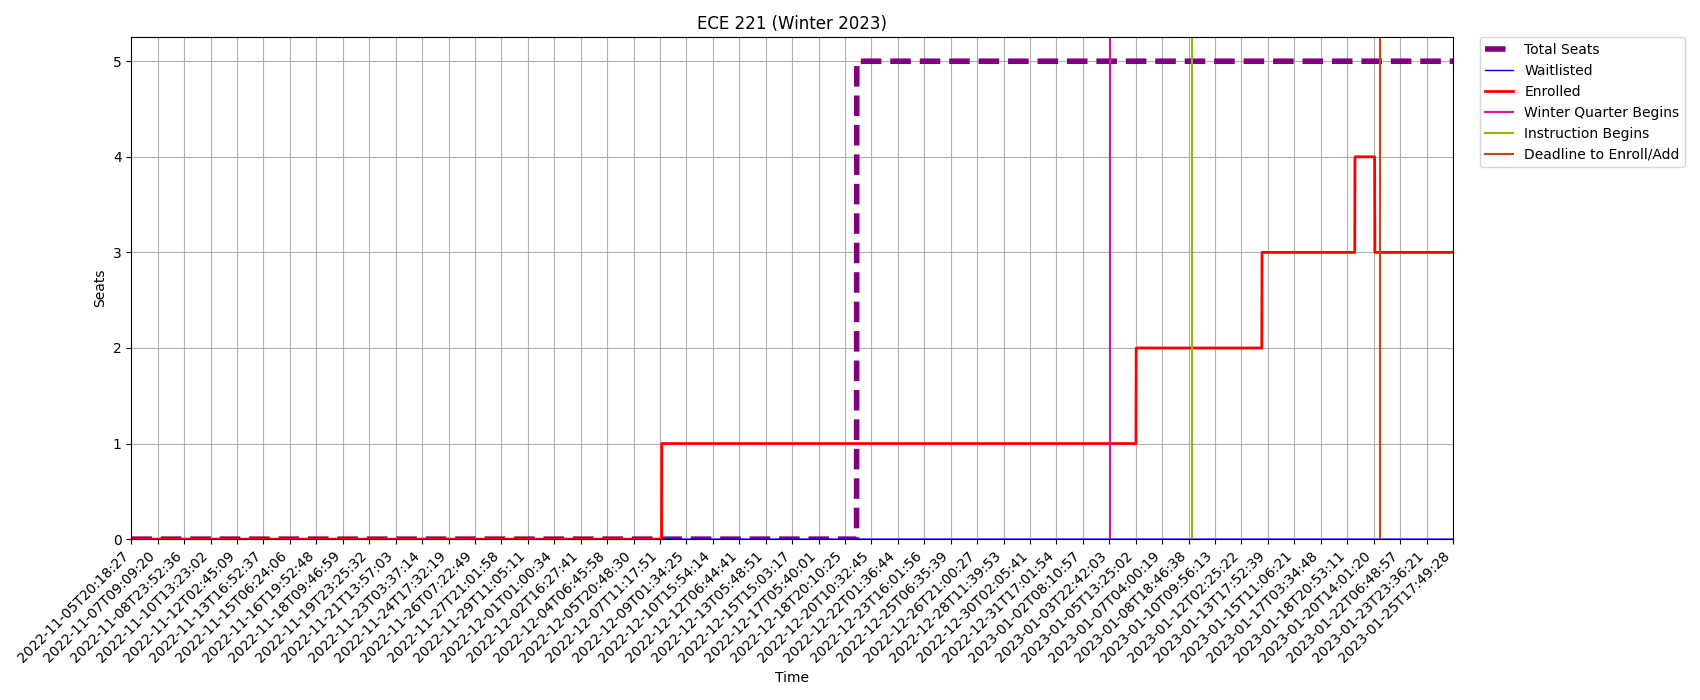 ECE 221 (Winter 2023)
Total Seats
Waitlisted
Enrolled
Winter Quarter Begins
Instruction Begins
Deadline to Enroll/Add
Seats
5
4
3
2
1
0
2022-11-05T20:18:27
2022-11-07T09:09:20
2022-11-08T23:52:36
2022-11-10T13:23:02
2022-11-12T02:45:09
2022-11-13T16:52:37
2022-11-15T06:24:06
2022-11-16T19:52:48
2022-11-18T09:46:59
2022-11-19T23:25:32
2022-11-21T13:57:03
2022-11-23T03:37:14
2022-11-24T17:32:19
2022-11-26T07:22:49
2022-11-27T21:01:58
2022-11-29T11:05:11
2022-12-01T01:00:34
2022-12-02T16:27:41
2022-12-04T06:45:58
2022-12-05T20:48:30
2022-12-07T11:17:51
2022-12-09T01:34:25
2022-12-10T15:54:14
2022-12-12T06:44:41
2022-12-13T05:48:51
2022-12-15T15:03:17
2022-12-17T05:40:01
2022-12-18T20:10:25
2022-12-20T10:32:45
2022-12-22T01:36:44
2022-12-23T16:01:56
2022-12-25T06:35:39
2022-12-26T21:00:27
2022-12-28T11:39:53
2022-12-30T02:05:41
2022-12-31T17:01:54
2023-01-02T08:10:57
2023-01-03T22:42:03
2023-01-05T13:25:02
2023-01-07T04:00:19
2023-01-08T18:46:38
2023-01-10T09:56:13
2023-01-12T02:25:22
2023-01-13T17:52:39
2023-01-15T11:06:21
2023-01-17T03:34:48
2023-01-18T20:53:11
2023-01-20T14:01:20
2023-01-22T06:48:57
2023-01-23T23:36:21
2023-01-25T17:49:28
Time